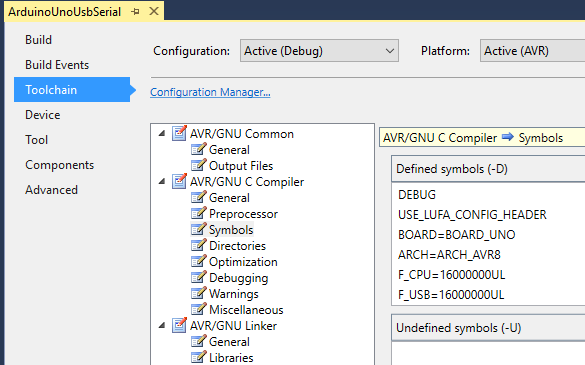 ArduinoUnoUsbSerial
Build
Build Events
Toolchain
Device
Tool
Components
Advanced
Configuration: Active (Debug) Platform: Active (AVR)
Configuration Manager...
AVR/GNU Common
General
Output Files
AVR/GNU C Compiler
General
Preprocessor
Symbols
Directories
Optimization
Debugging
Warnings
Miscellaneous
AVR/GNU Linker
General
Libraries
AVR/GNU C Compiler Symbols
Defined symbols (-D)
DEBUG
USE_LUFA_CONFIG_HEADER
BOARD=BOARD_UNO
ARCH=ARCH_AVR8
F_CPU=16000000UL
F_USB=16000000UL
Undefined symbols (-U)